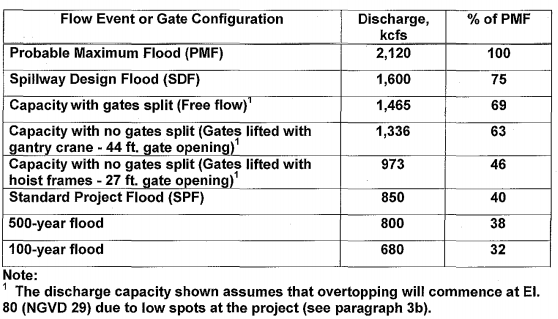 Flow Event or Gate Configuration Discharge, kcfs % of PMF
Probable Maximum Flood (PMF) 2,120 100
Spillway Design Flood (SDF) 1,600 75
Capacity with gates split (Free flow)1 1,465 69
Capacity with no gates split (Gates lifted with 1,336 63
gantry crane - 44 ft. gate opening)1
Capacity with no gates split (Gates lifted with 973 46
hoist frames - 27 ft. gate opening)1
Standard Project Flood (SPF) 850 40
500-year flood 800 38
100-year flood 680 32
Note:
1 The discharge capacity shown assumes that overtopping will commence at El.
80 (NGVD 29) due to low spots at the project (see paragraph 3b).